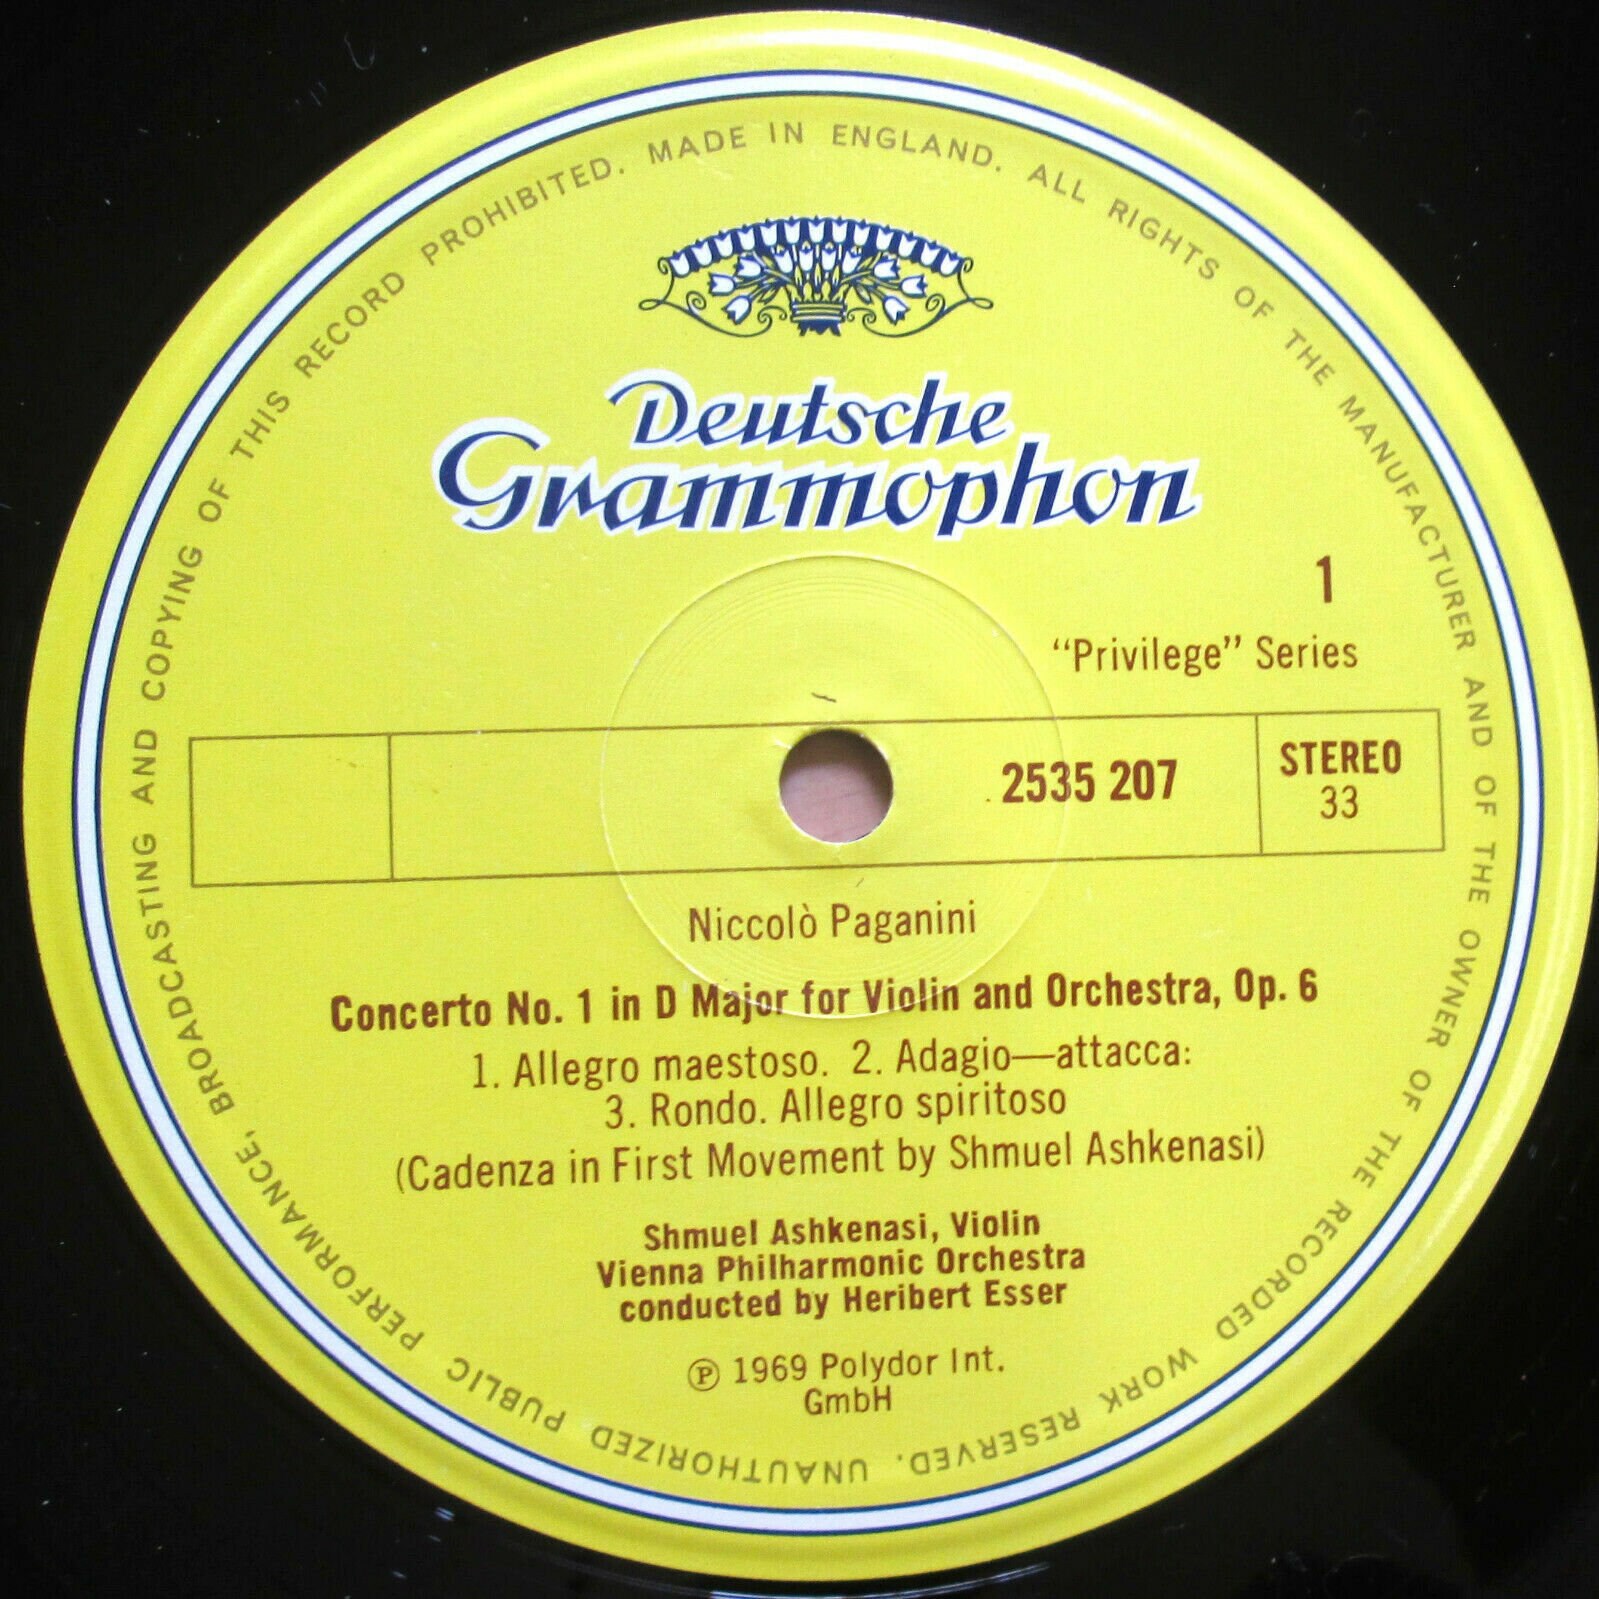 Deutsche
Grammophon
1
“Privilege” Series
2535 207
STEREO
33
Niccolò Paganini
Concerto No. 1 in D Major for Violin and Orchestra, Op. 6
1. Allegro maestoso. 2. Adagio—attacca:
3. Rondo. Allegro spiritoso
(Cadenza in First Movement by Shmuel Ashkenasi)
Shmuel Ashkenasi, Violin
Vienna Philharmonic Orchestra
conducted by Heribert Esser
℗ 1969 Polydor Int.
GmbH
MADE IN ENGLAND. ALL RIGHTS OF THE MANUFACTURER AND OF THE OWNER OF THE RECORDED WORK RESERVED. UNAUTHORIZED PUBLIC PERFORMANCE, BROADCASTING AND COPYING OF THIS RECORD PROHIBITED.